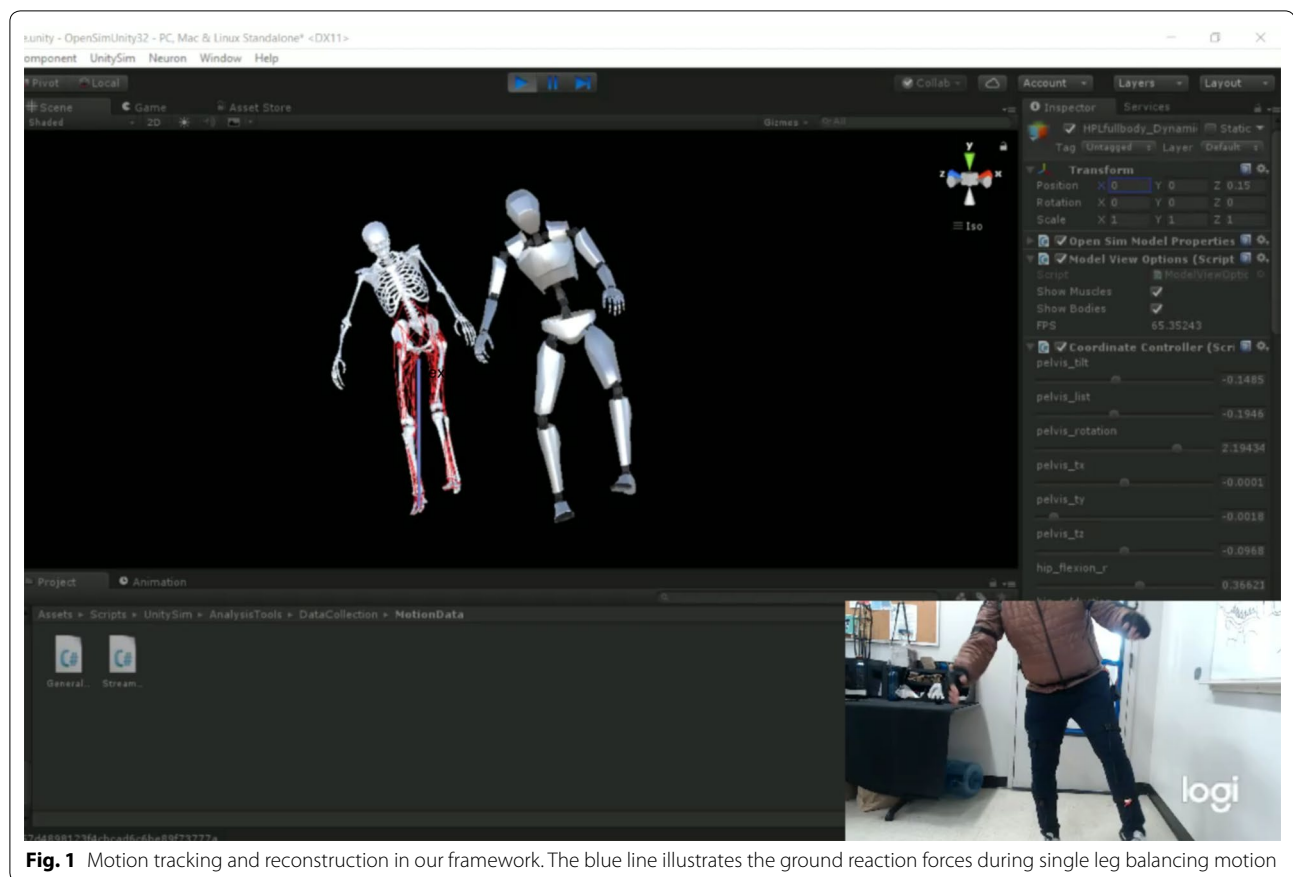 e.unity - OpenSimUnity32 - PC, Mac & Linux Standalone* <DX11>
omponent UnitySim Neuron Window Help
Pivot Local
Collab
Account
Layers
Layout
Scene Game Asset Store
Shaded 2D
Gizmos
All
y
z x
Iso
Inspector Services
HPLfullbody_Dynami Static
Tag Untagged Layer Default
Transform
Position X 0 Y 0 Z 0.15
Rotation X 0 Y 0 Z 0
Scale X 1 Y 1 Z 1
Open Sim Model Properties
Model View Options (Script
Script ModelViewOptic
Show Muscles
Show Bodies
FPS 65.35243
Coordinate Controller (Scri
pelvis_tilt
-0.1485
pelvis_list
-0.1946
pelvis_rotation
2.19434
pelvis_tx
-0.0001
pelvis_ty
-0.0018
pelvis_tz
-0.0968
hip_flexion_r
0.36621
Project Animation
Assets ▸ Scripts ▸ UnitySim ▸ AnalysisTools ▸ DataCollection ▸ MotionData
C# C#
General.. Stream..
logi
Fig. 1 Motion tracking and reconstruction in our framework. The blue line illustrates the ground reaction forces during single leg balancing motion